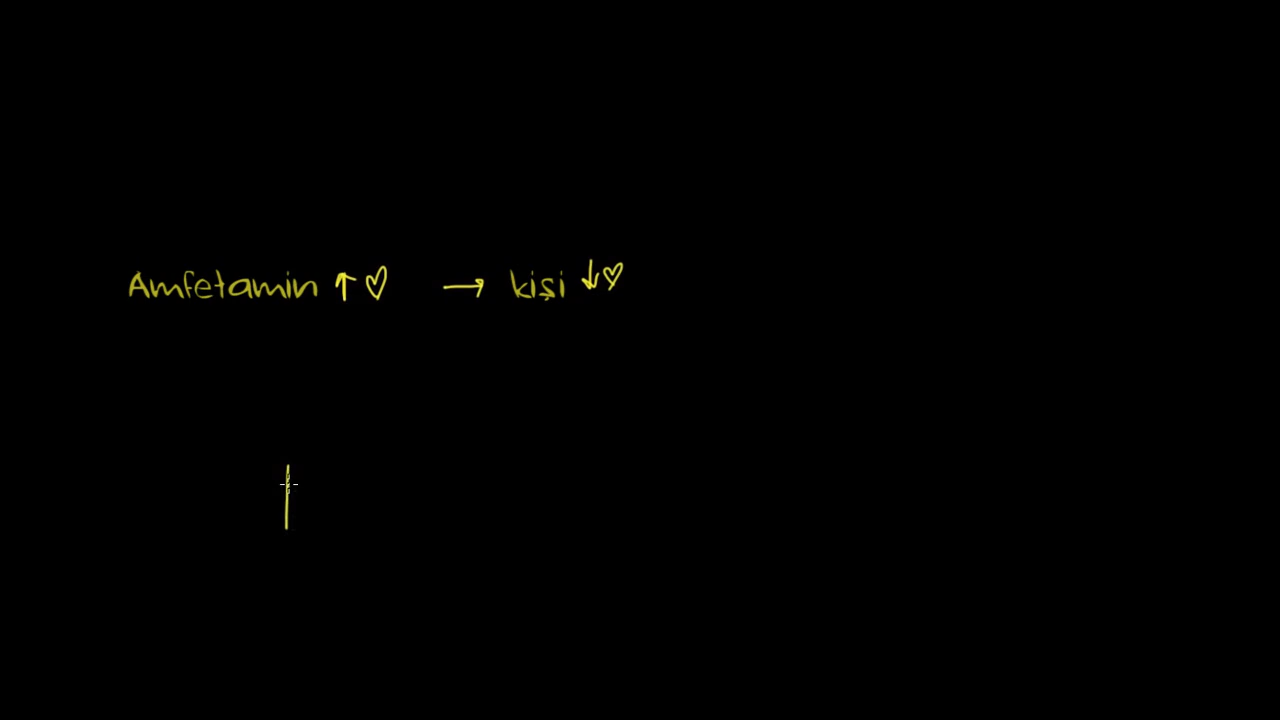 Amfetamin ↑ ♡ → kişi ↓ ♡